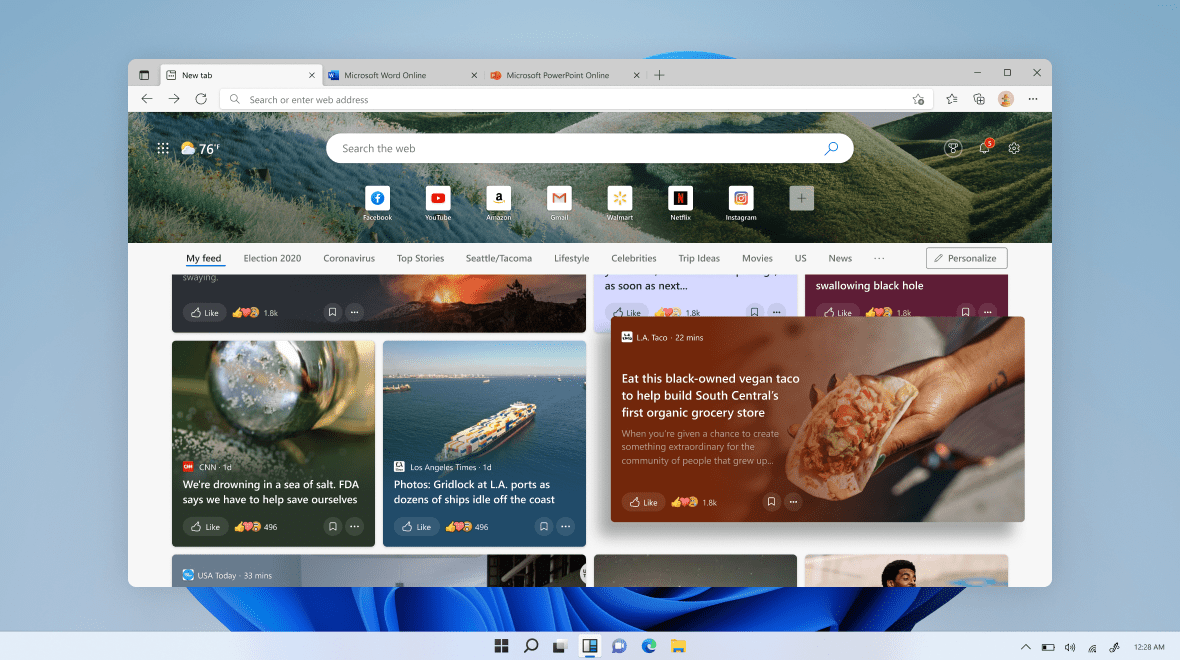 New tab
Microsoft Word Online
Microsoft PowerPoint Online
Search or enter web address
76°F
Search the web
5
Facebook
YouTube
Amazon
Gmail
Walmart
Netflix
Instagram
My feed
Election 2020
Coronavirus
Top Stories
Seattle/Tacoma
Lifestyle
Celebrities
Trip Ideas
Movies
US
News
Personalize
swaying.
Like
1.8k
as soon as next...
Like
1.8k
swallowing black hole
Like
1.8k
CNN · 1d
We're drowning in a sea of salt. FDA
says we have to help save ourselves
Like
496
Los Angeles Times · 1d
Photos: Gridlock at L.A. ports as
dozens of ships idle off the coast
Like
496
L.A. Taco · 22 mins
Eat this black-owned vegan taco
to help build South Central's
first organic grocery store
When you're given a chance to create
something extraordinary for the
community of people that grew up...
Like
1.8k
USA Today · 33 mins
12:28 AM